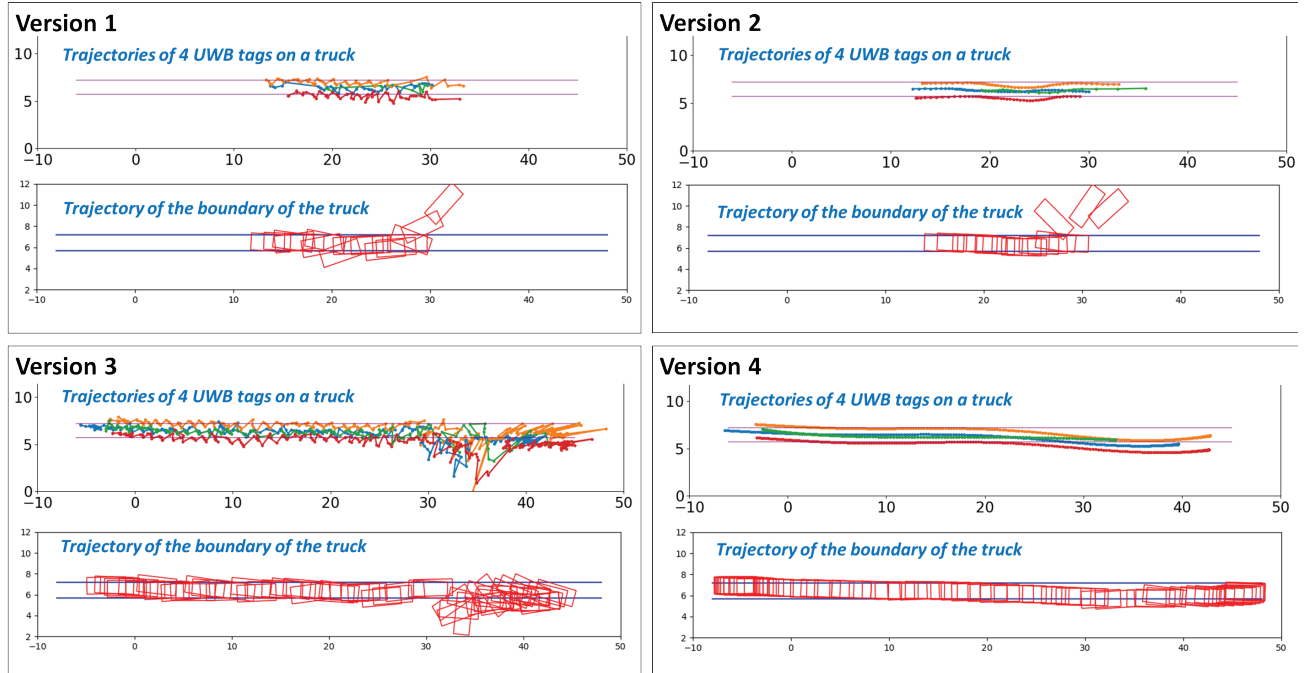 Version 1
Trajectories of 4 UWB tags on a truck
10
5
0
−10 0 10 20 30 40 50
Trajectory of the boundary of the truck
12
10
8
6
4
2
−10 0 10 20 30 40 50
Version 2
Trajectories of 4 UWB tags on a truck
10
5
0
−10 0 10 20 30 40 50
Trajectory of the boundary of the truck
12
10
8
6
4
2
−10 0 10 20 30 40 50
Version 3
Trajectories of 4 UWB tags on a truck
10
5
0
−10 0 10 20 30 40 50
Trajectory of the boundary of the truck
12
10
8
6
4
2
−10 0 10 20 30 40 50
Version 4
Trajectories of 4 UWB tags on a truck
10
5
0
−10 0 10 20 30 40 50
Trajectory of the boundary of the truck
12
10
8
6
4
2
−10 0 10 20 30 40 50